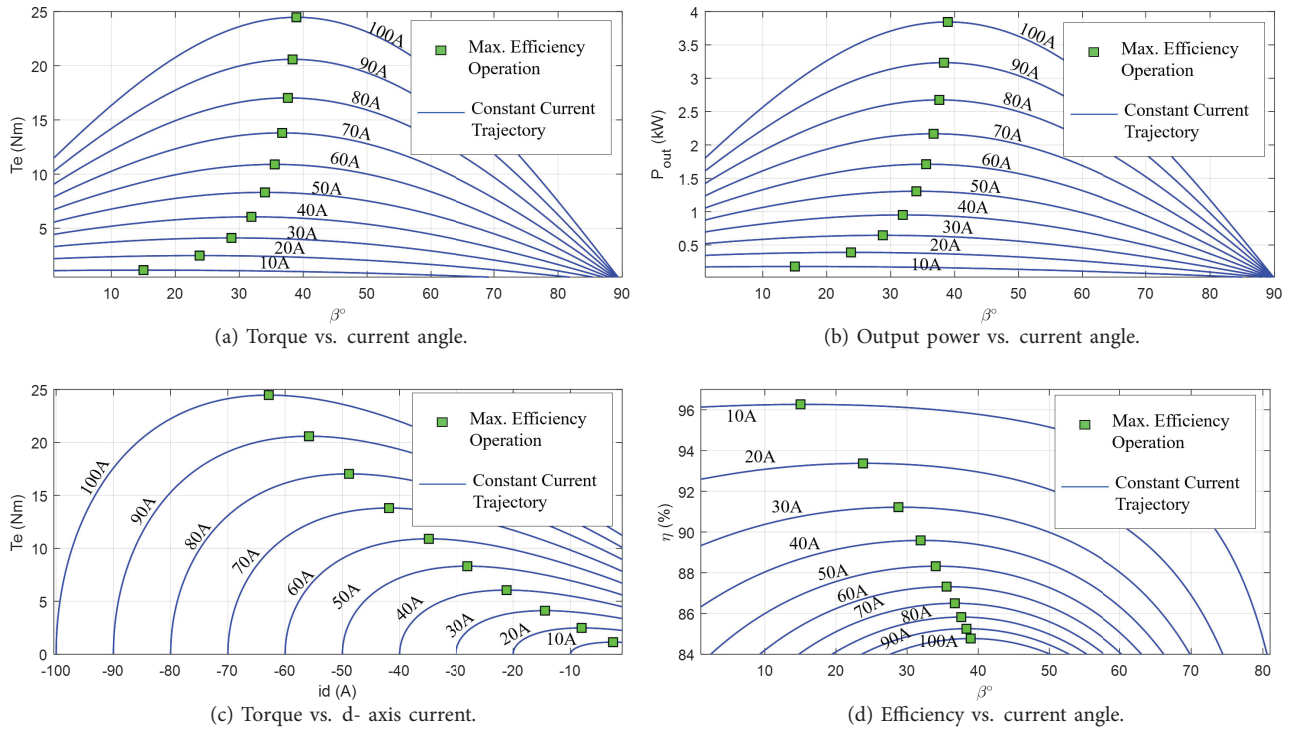 25
20
15
10
5
Te (Nm)
10 20 30 40 50 60 70 80 90
β°
100A
90A
80A
70A
60A
50A
40A
30A
20A
10A
Max. Efficiency
Operation
Constant Current
Trajectory
(a) Torque vs. current angle.
4
3.5
3
2.5
2
1.5
1
0.5
P out (kW)
10 20 30 40 50 60 70 80 90
β°
100A
90A
80A
70A
60A
50A
40A
30A
20A
10A
Max. Efficiency
Operation
Constant Current
Trajectory
(b) Output power vs. current angle.
25
20
15
10
5
0
Te (Nm)
-100 -90 -80 -70 -60 -50 -40 -30 -20 -10
id (A)
100A
90A
80A
70A
60A
50A
40A
30A
20A
10A
Max. Efficiency
Operation
Constant Current
Trajectory
(c) Torque vs. d- axis current.
96
94
92
90
88
86
84
η (%)
10 20 30 40 50 60 70 80
β°
10A
20A
30A
40A
50A
60A
70A
80A
90A
100A
Max. Efficiency
Operation
Constant Current
Trajectory
(d) Efficiency vs. current angle.